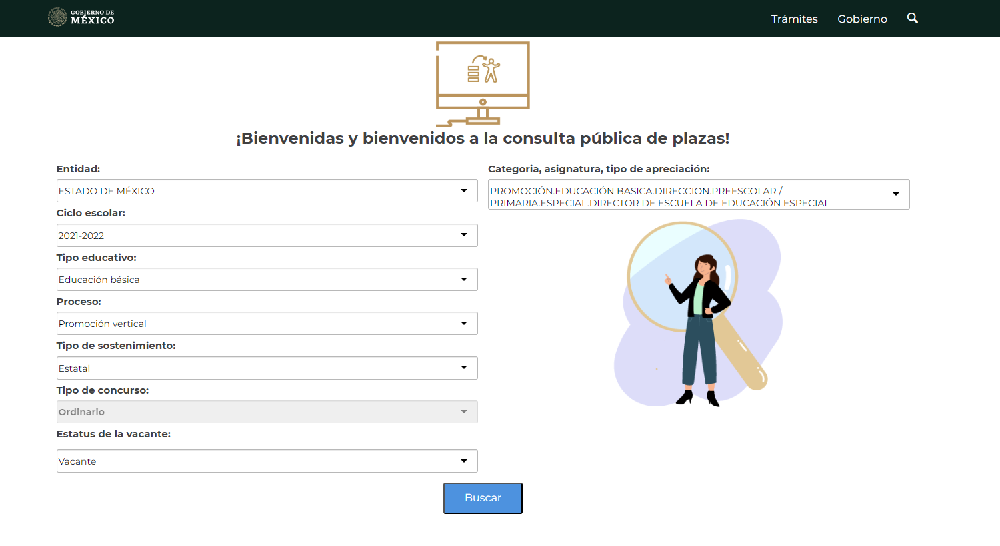 GOBIERNO DE
MÉXICO
Trámites
Gobierno
¡Bienvenidas y bienvenidos a la consulta pública de plazas!
Entidad:
ESTADO DE MÉXICO
Ciclo escolar:
2021-2022
Tipo educativo:
Educación básica
Proceso:
Promoción vertical
Tipo de sostenimiento:
Estatal
Tipo de concurso:
Ordinario
Estatus de la vacante:
Vacante
Categoria, asignatura, tipo de apreciación:
PROMOCIÓN.EDUCACIÓN BASICA.DIRECCION.PREESCOLAR /
PRIMARIA.ESPECIAL.DIRECTOR DE ESCUELA DE EDUCACIÓN ESPECIAL
Buscar